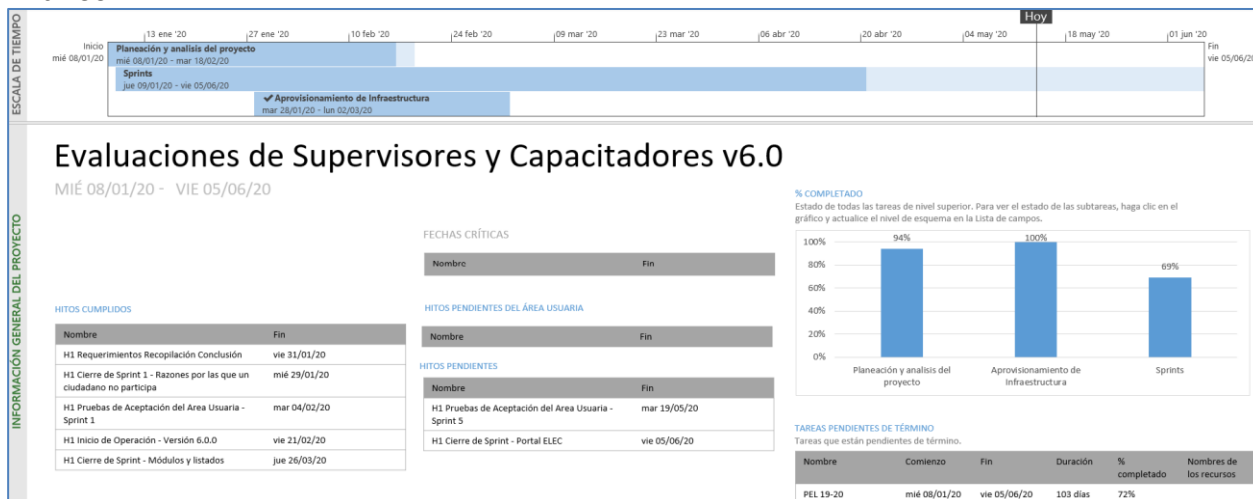 ESCALA DE TIEMPO
Hoy
13 ene '20 27 ene '20 10 feb '20 24 feb '20 09 mar '20 23 mar '20 06 abr '20 20 abr '20 04 may '20 18 may '20 01 jun '20
Inicio
mié 08/01/20
Planeación y analisis del proyecto
mié 08/01/20 - mar 18/02/20
Sprints
jue 09/01/20 - vie 05/06/20
✔Aprovisionamiento de Infraestructura
mar 28/01/20 - lun 02/03/20
Fin
vie 05/06/20
INFORMACIÓN GENERAL DEL PROYECTO
Evaluaciones de Supervisores y Capacitadores v6.0
MIÉ 08/01/20 - VIE 05/06/20
HITOS CUMPLIDOS
Nombre Fin
H1 Requerimientos Recopilación Conclusión vie 31/01/20
H1 Cierre de Sprint 1 - Razones por las que un mié 29/01/20
ciudadano no participa
H1 Pruebas de Aceptación del Area Usuaria - mar 04/02/20
Sprint 1
H1 Inicio de Operación - Versión 6.0.0 vie 21/02/20
H1 Cierre de Sprint - Módulos y listados jue 26/03/20
FECHAS CRÍTICAS
Nombre Fin
HITOS PENDIENTES DEL ÁREA USUARIA
Nombre Fin
HITOS PENDIENTES
Nombre Fin
H1 Pruebas de Aceptación del Area Usuaria - mar 19/05/20
Sprint 5
H1 Cierre de Sprint - Portal ELEC vie 05/06/20
% COMPLETADO
Estado de todas las tareas de nivel superior. Para ver el estado de las subtareas, haga clic en el
gráfico y actualice el nivel de esquema en la Lista de campos.
100%
80%
60%
40%
20%
0%
94% 100% 69%
Planeación y analisis del
proyecto
Aprovisionamiento de
Infraestructura
Sprints
TAREAS PENDIENTES DE TÉRMINO
Tareas que están pendientes de término.
Nombre Comienzo Fin Duración % Nombres de
completado los recursos
PEL 19-20 mié 08/01/20 vie 05/06/20 103 días 72%